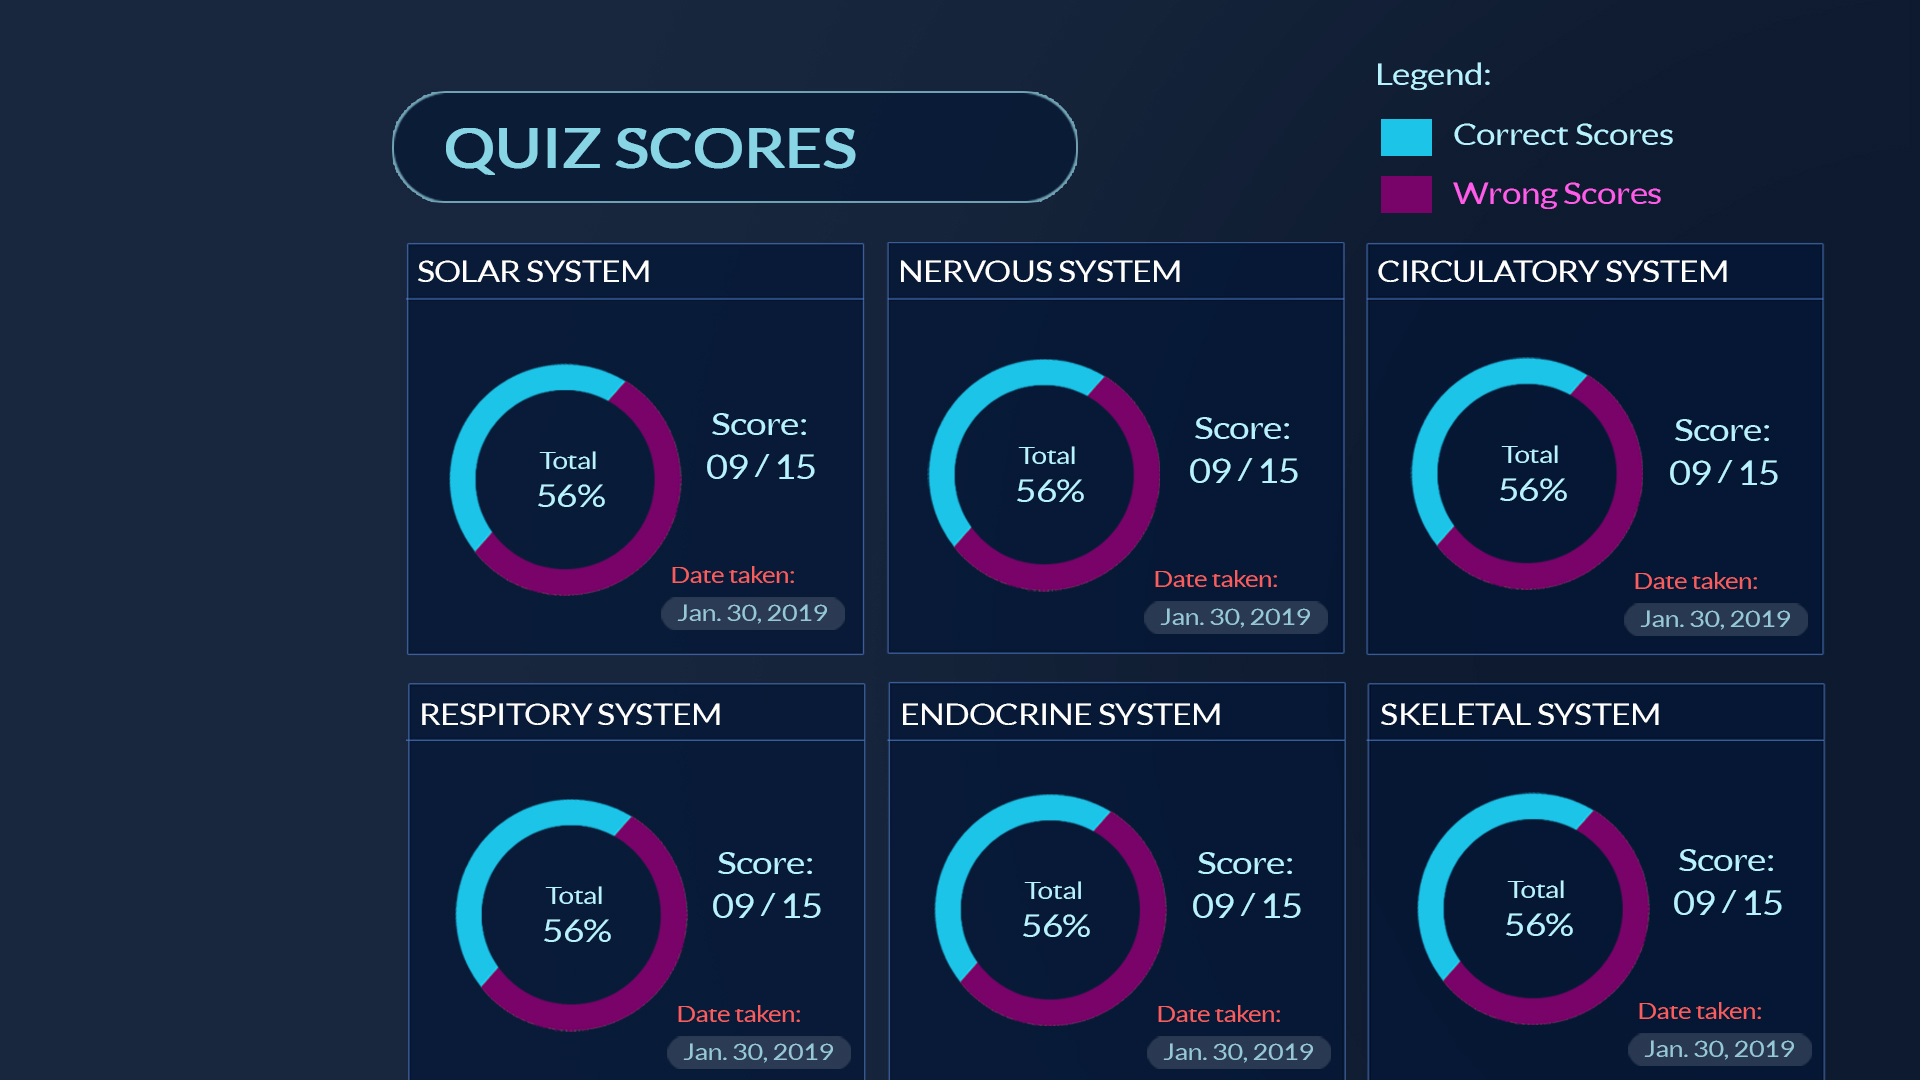 Legend:
QUIZ SCORES
Correct Scores
Wrong Scores
SOLAR SYSTEM
Total
56%
Score:
09 / 15
Date taken:
Jan. 30, 2019
NERVOUS SYSTEM
Total
56%
Score:
09 / 15
Date taken:
Jan. 30, 2019
CIRCULATORY SYSTEM
Total
56%
Score:
09 / 15
Date taken:
Jan. 30, 2019
RESPITORY SYSTEM
Total
56%
Score:
09 / 15
Date taken:
Jan. 30, 2019
ENDOCRINE SYSTEM
Total
56%
Score:
09 / 15
Date taken:
Jan. 30, 2019
SKELETAL SYSTEM
Total
56%
Score:
09 / 15
Date taken:
Jan. 30, 2019